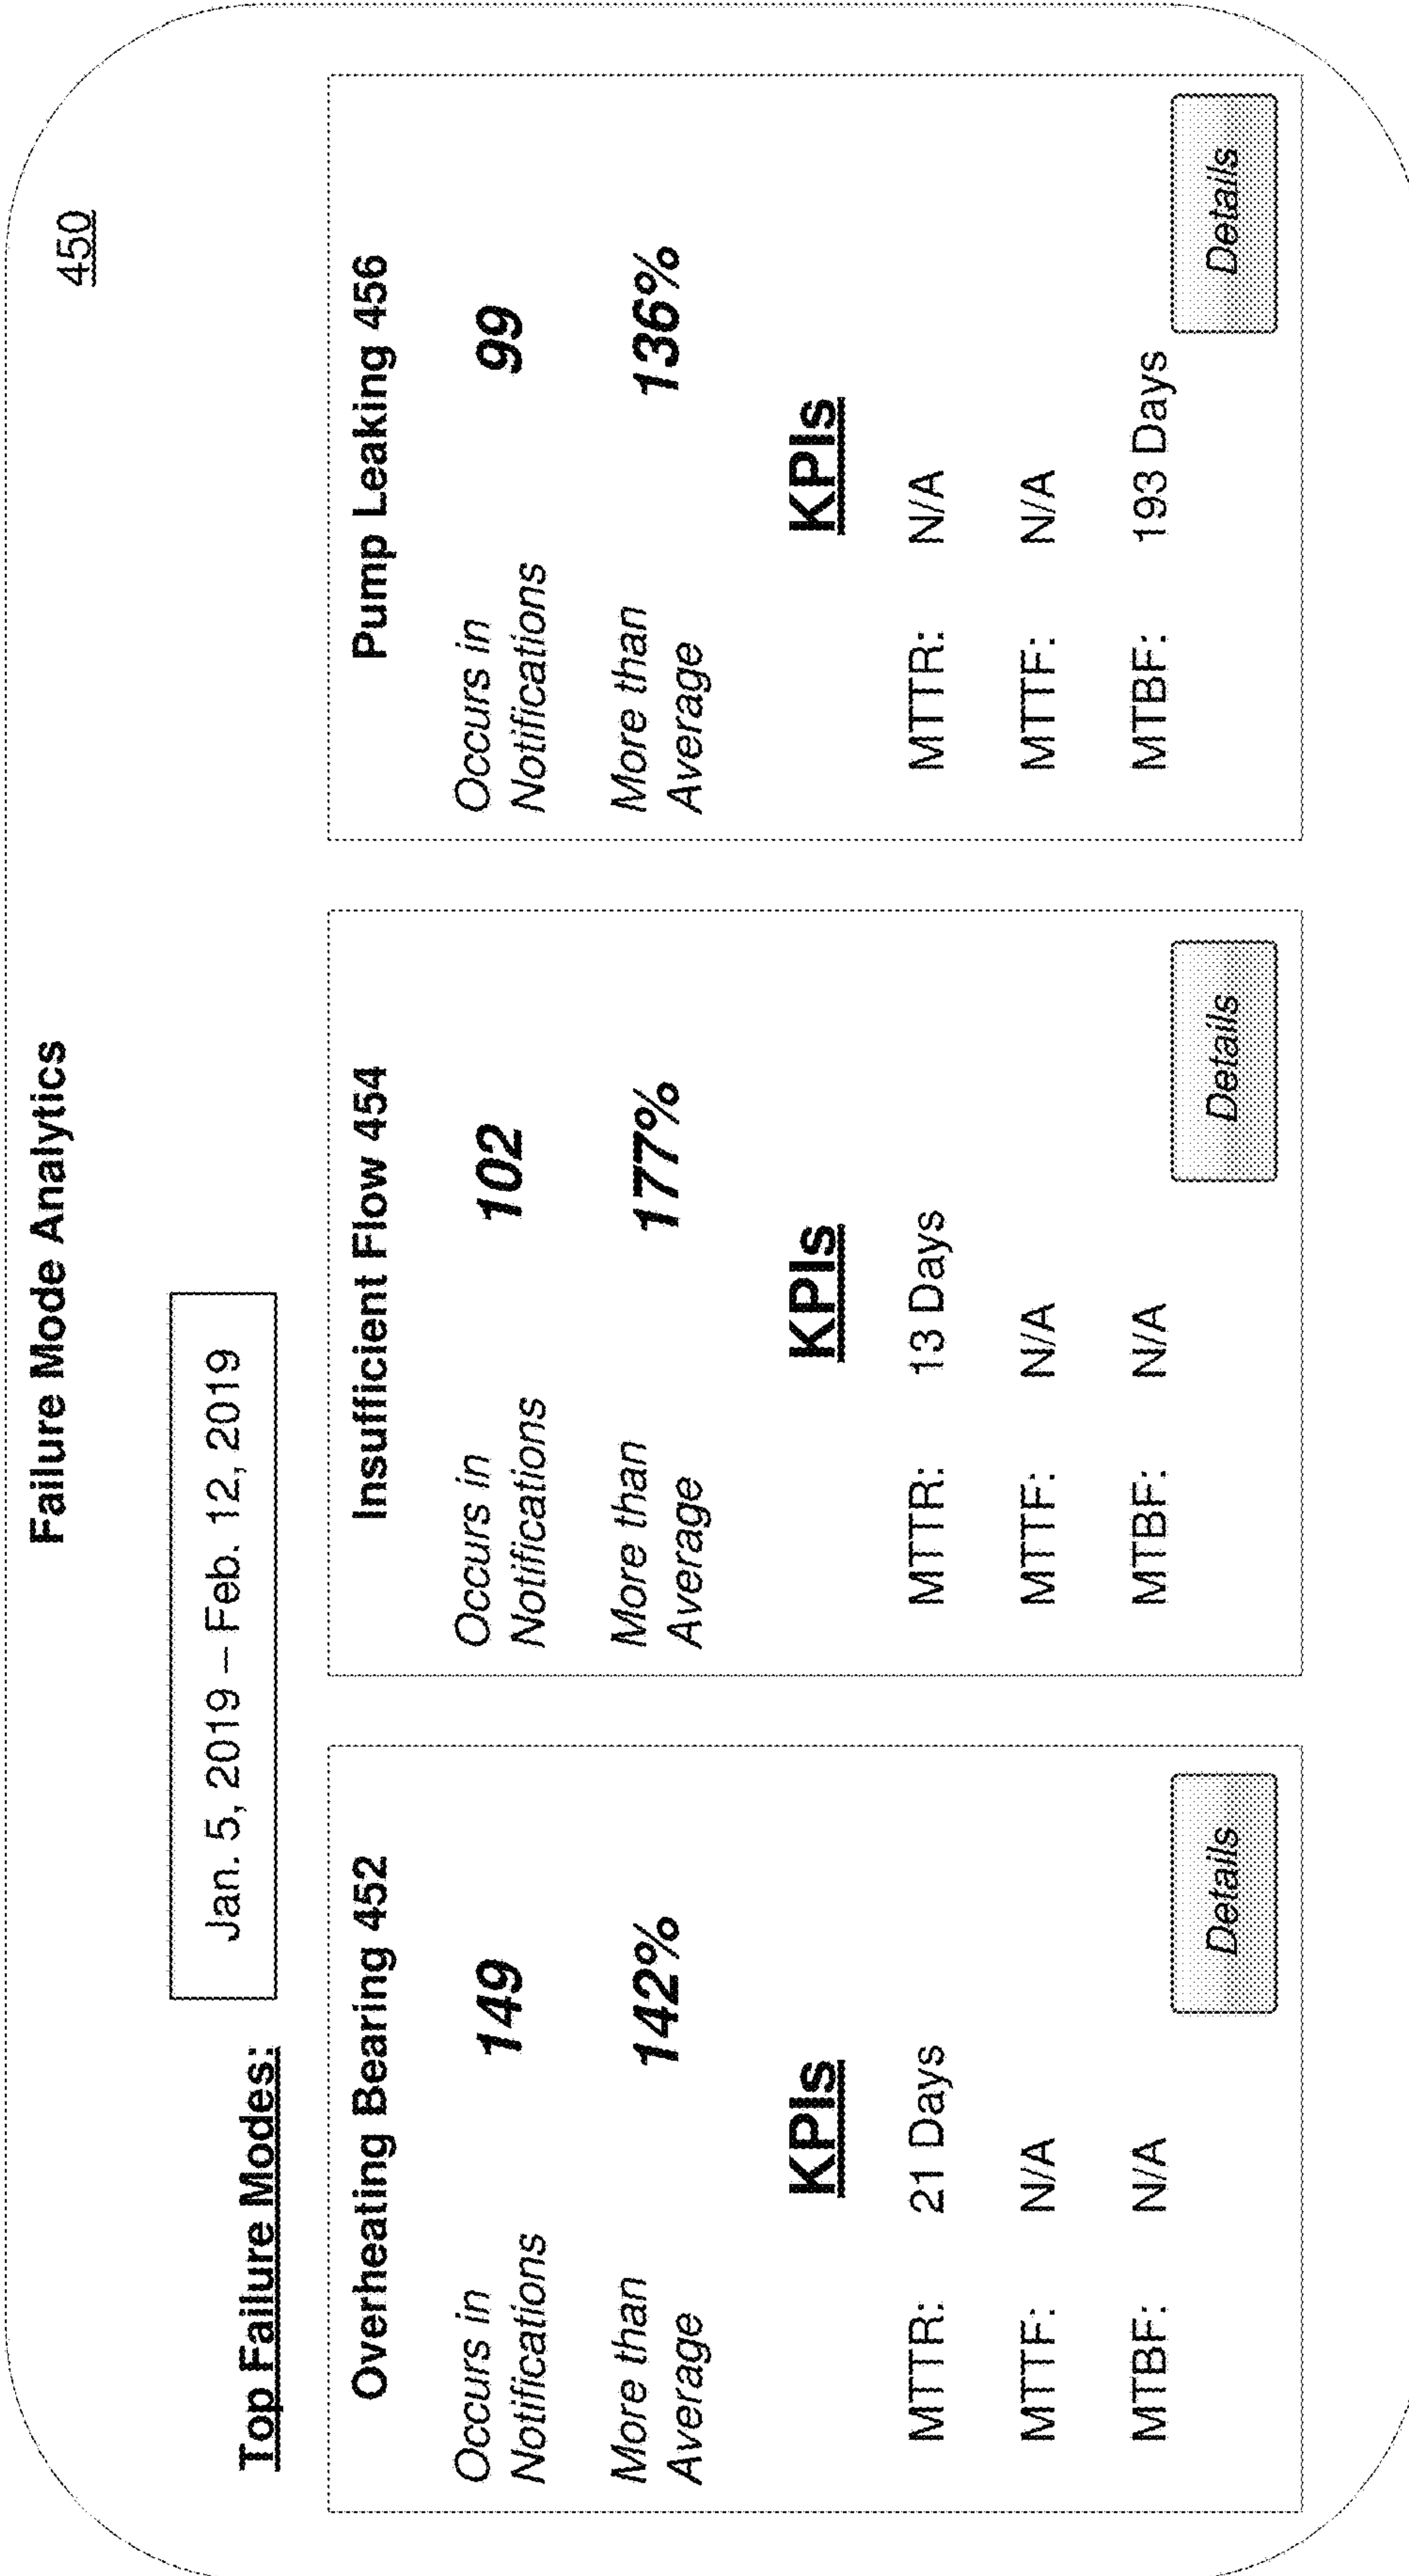 Failure Mode Analytics
450
Top Failure Modes:
Jan. 5, 2019 – Feb. 12, 2019
Overheating Bearing 452
Occurs in
Notifications
149
More than
Average
142%
KPIs
MTTR: 21 Days
MTTF: N/A
MTBF: N/A
Details
Insufficient Flow 454
Occurs in
Notifications
102
More than
Average
177%
KPIs
MTTR: 13 Days
MTTF: N/A
MTBF: N/A
Details
Pump Leaking 456
Occurs in
Notifications
99
More than
Average
136%
KPIs
MTTR: N/A
MTTF: N/A
MTBF: 193 Days
Details